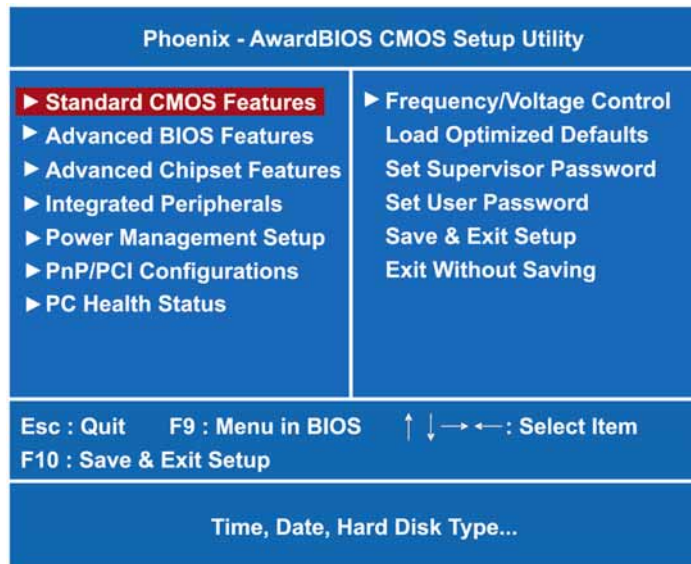 Phoenix - AwardBIOS CMOS Setup Utility
▶ Standard CMOS Features
▶ Advanced BIOS Features
▶ Advanced Chipset Features
▶ Integrated Peripherals
▶ Power Management Setup
▶ PnP/PCI Configurations
▶ PC Health Status
▶ Frequency/Voltage Control
Load Optimized Defaults
Set Supervisor Password
Set User Password
Save & Exit Setup
Exit Without Saving
Esc : Quit F9 : Menu in BIOS ↑ ↓ → ← : Select Item
F10 : Save & Exit Setup
Time, Date, Hard Disk Type...